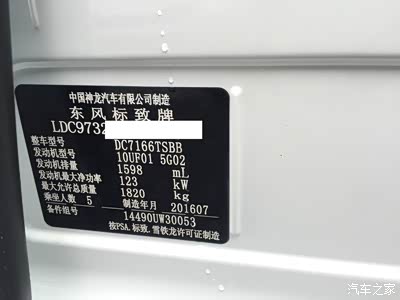 中国神龙汽车有限公司制造
东风标致牌
LDC9732
整车型号 DC7166TSBB
发动机型号 10UF01 5G02
发动机排量 1598 mL
发动机最大净功率 123 kW
最大允许总质量 1820 kg
乘坐人数 5 制造年月 201607
备件组号 14490UW30053
按PSA.标致.雪铁龙许可证制造
汽车之家